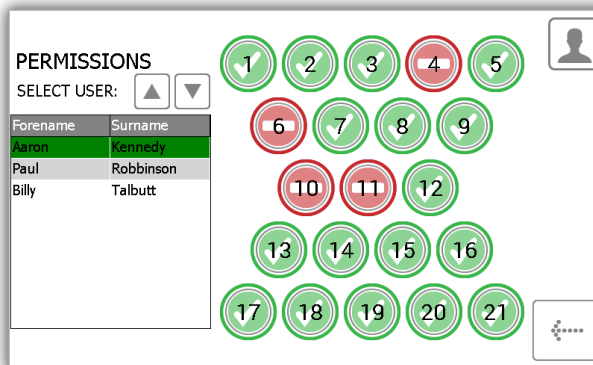 PERMISSIONS
SELECT USER:
Forename Surname
Aaron Kennedy
Paul Robbinson
Billy Talbutt
1 2 3 4 5
6 7 8 9
10 11 12
13 14 15 16
17 18 19 20 21